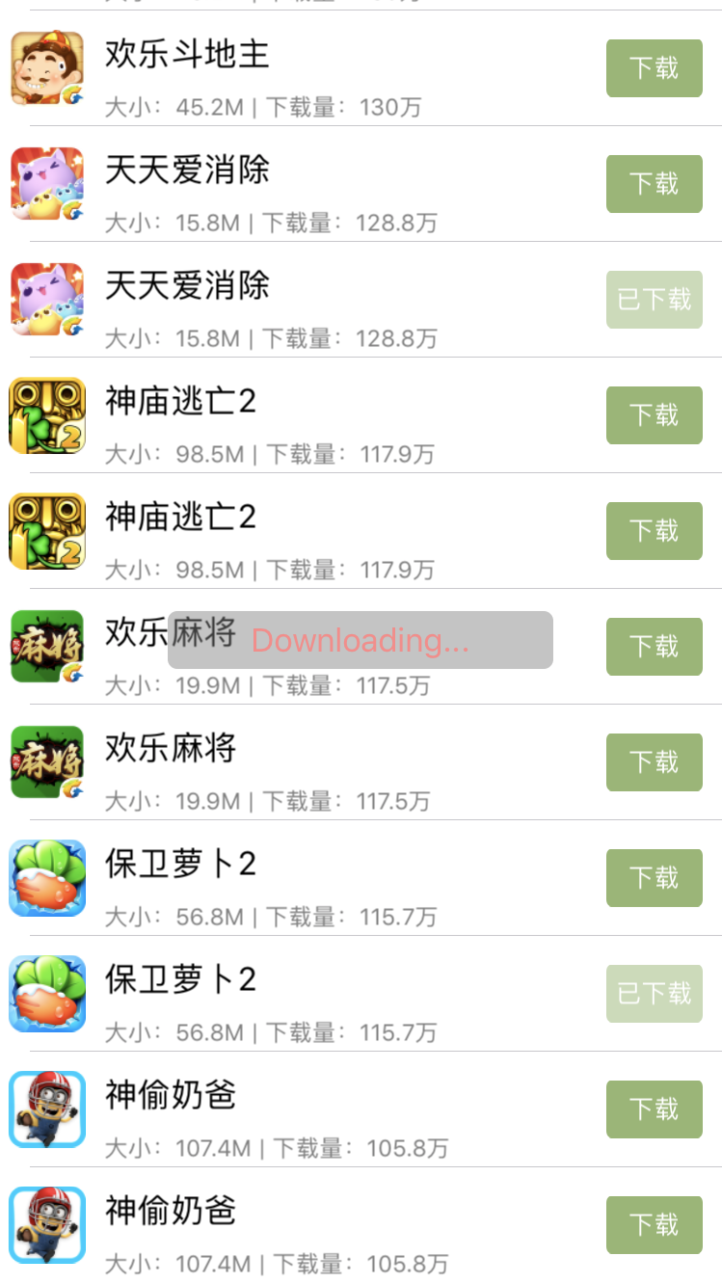 欢乐斗地主
下载
大小：45.2M | 下载量：130万
天天爱消除
下载
大小：15.8M | 下载量：128.8万
天天爱消除
已下载
大小：15.8M | 下载量：128.8万
神庙逃亡2
下载
大小：98.5M | 下载量：117.9万
神庙逃亡2
下载
大小：98.5M | 下载量：117.9万
欢乐麻将
Downloading...
下载
大小：19.9M | 下载量：117.5万
欢乐麻将
下载
大小：19.9M | 下载量：117.5万
保卫萝卜2
下载
大小：56.8M | 下载量：115.7万
保卫萝卜2
已下载
大小：56.8M | 下载量：115.7万
神偷奶爸
下载
大小：107.4M | 下载量：105.8万
神偷奶爸
下载
大小：107.4M | 下载量：105.8万